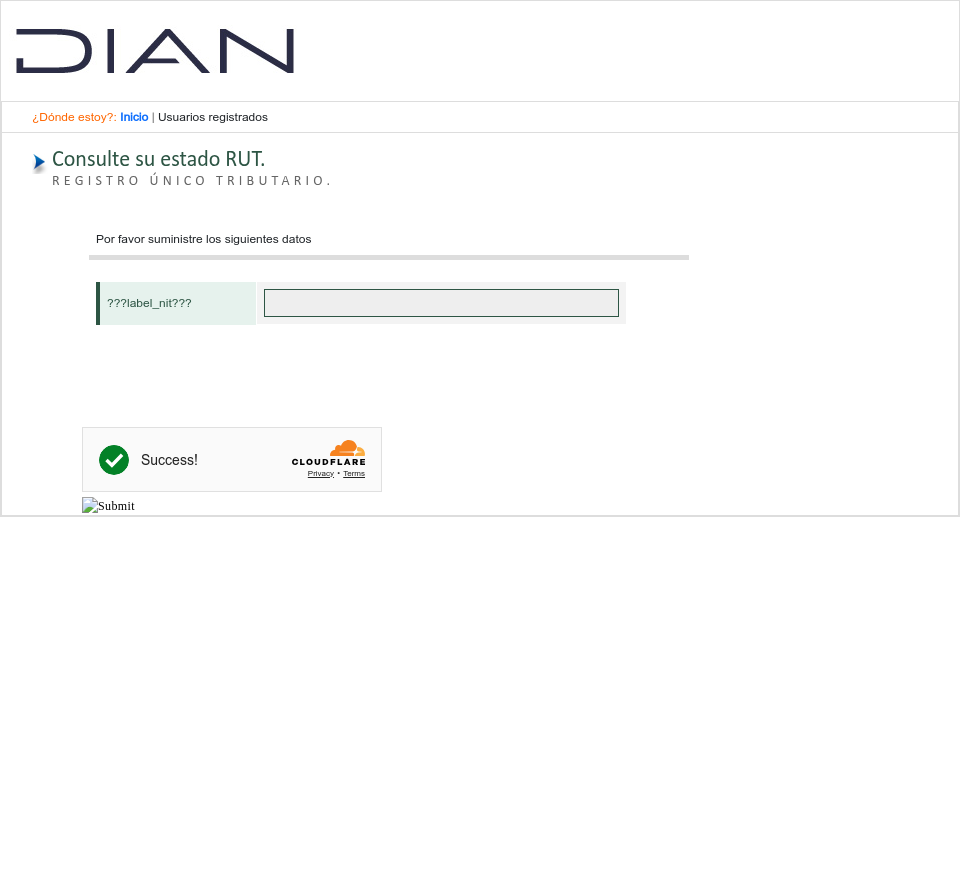 DIAN
¿Dónde estoy?: Inicio | Usuarios registrados
Consulte su estado RUT.
REGISTRO ÚNICO TRIBUTARIO.
Por favor suministre los siguientes datos
???label_nit???
Success!
CLOUDFLARE
Privacy • Terms
Submit